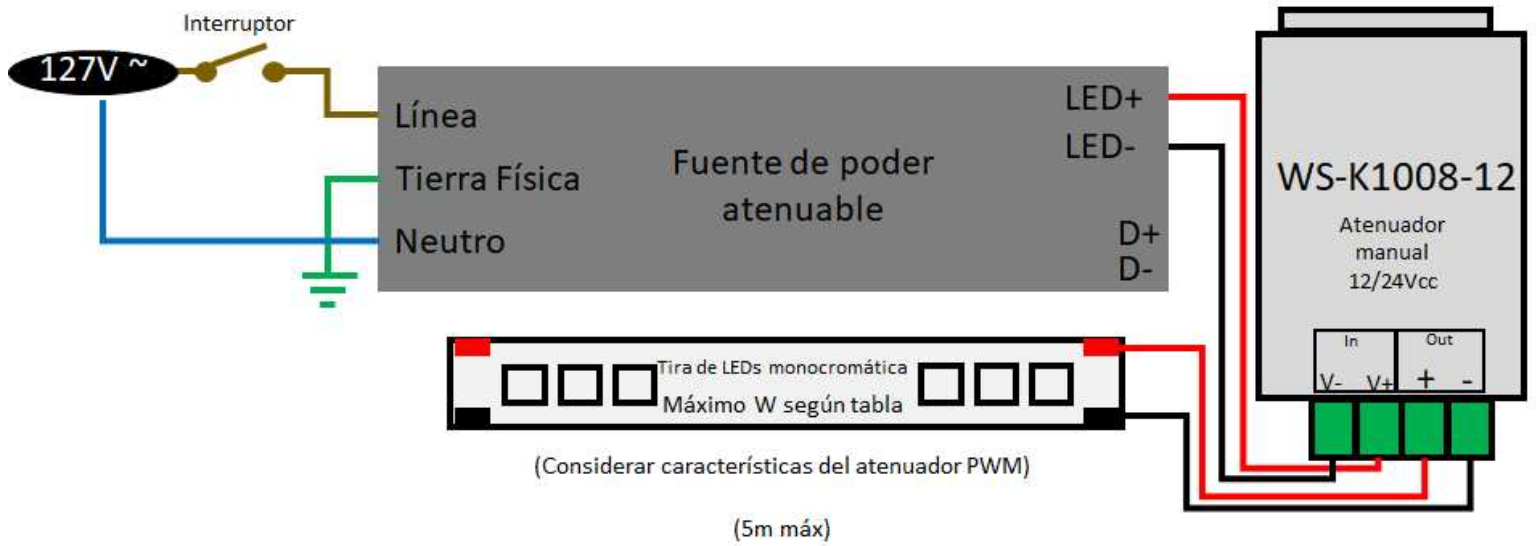 Interruptor
127V ~
Línea
Tierra Física
Neutro
Fuente de poder
atenuable
LED+
LED-
D+
D-
WS-K1008-12
Atenuador
manual
12/24Vcc
In
Out
V-
V+
+
-
Tira de LEDs monocromática
Máximo W según tabla
(Considerar características del atenuador PWM)
(5m máx)